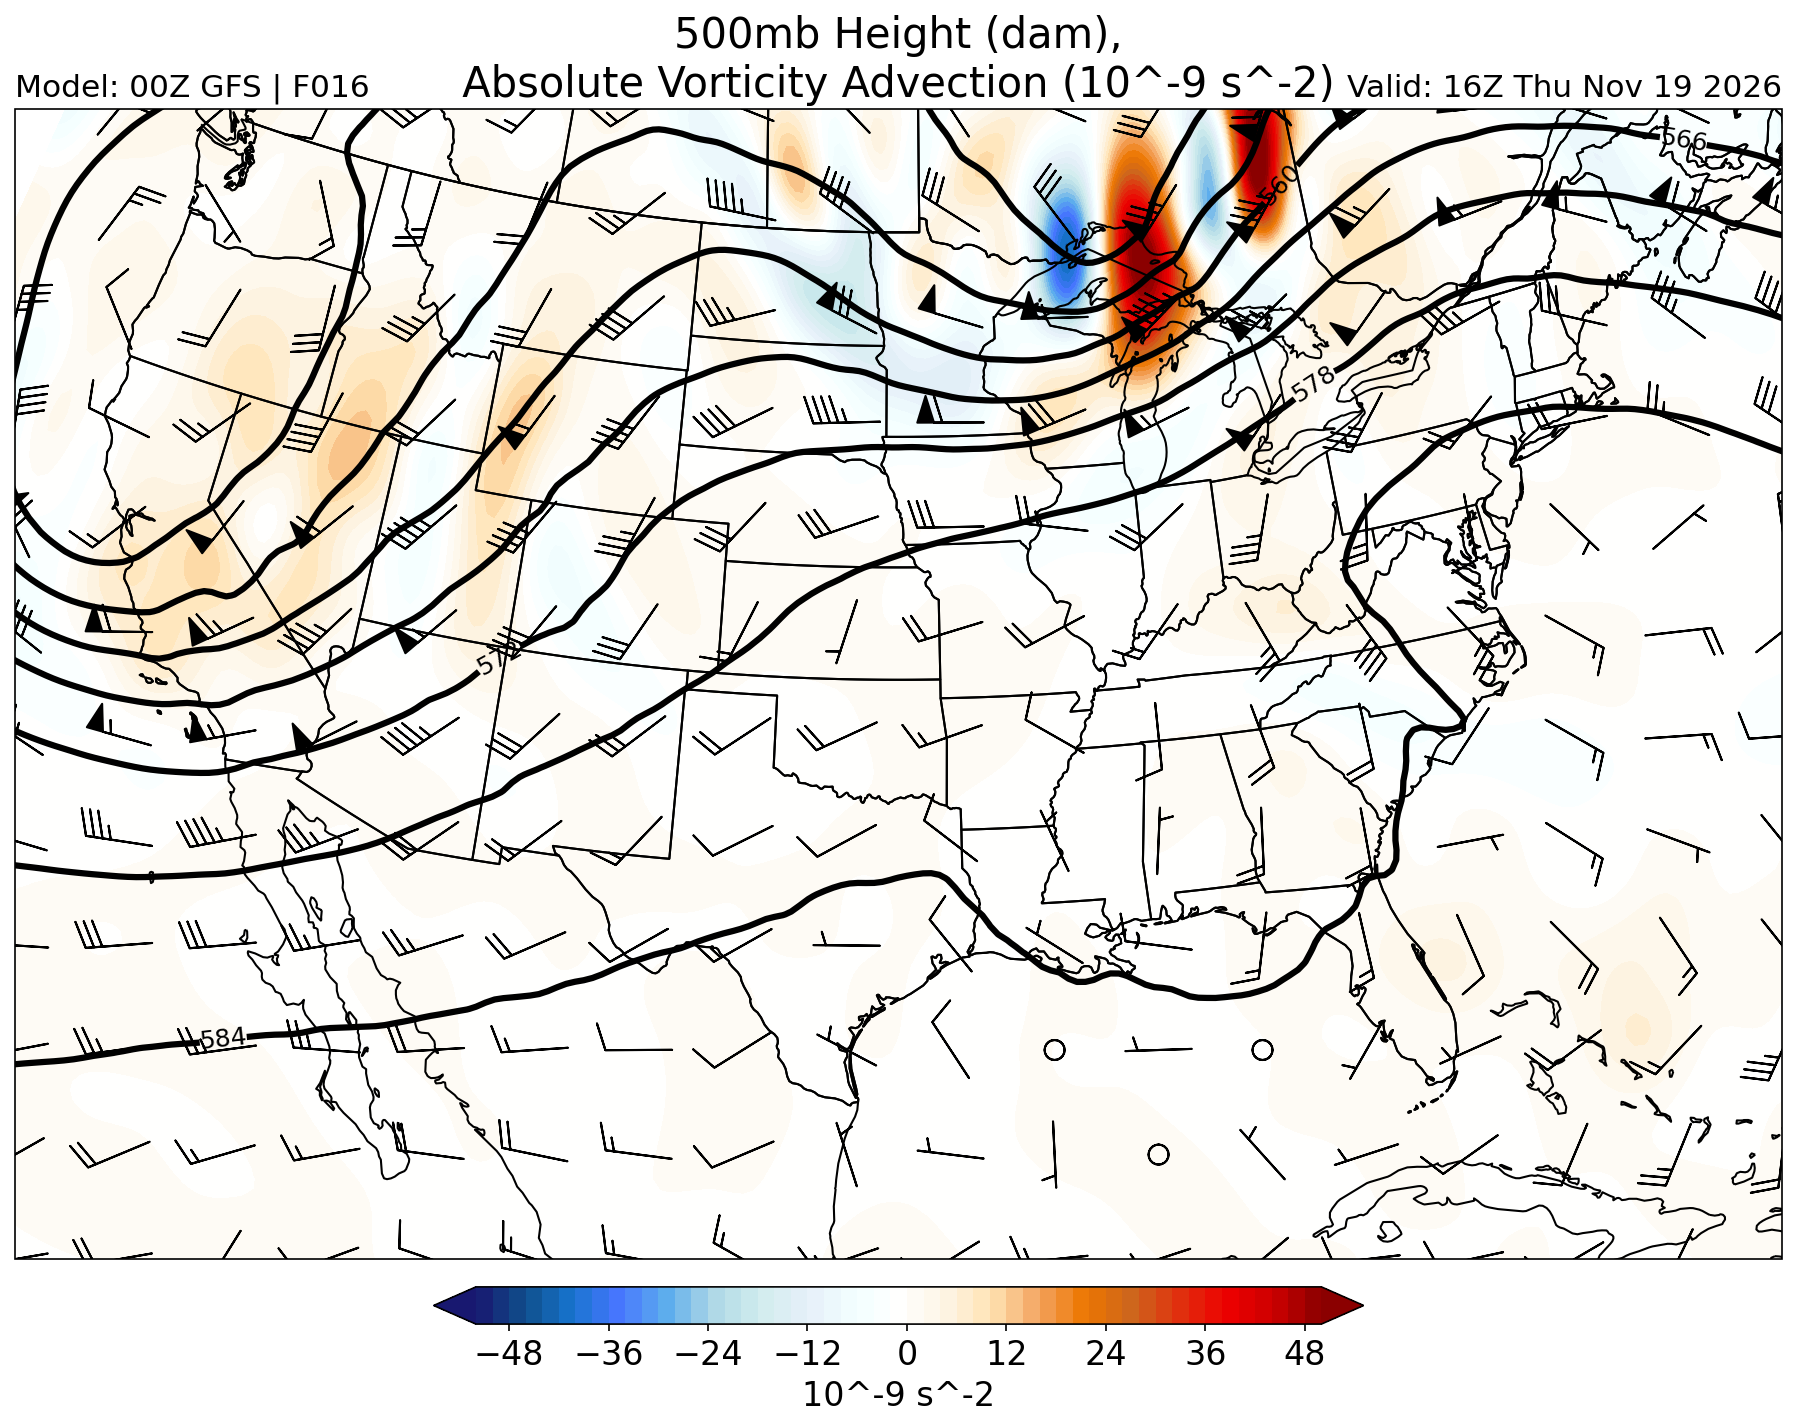 500mb Height (dam),
Model: 00Z GFS | F016
Absolute Vorticity Advection (10^-9 s^-2)
Valid: 16Z Thu Nov 19 2026
566
560
578
584
−48 −36 −24 −12 0 12 24 36 48
10^-9 s^-2